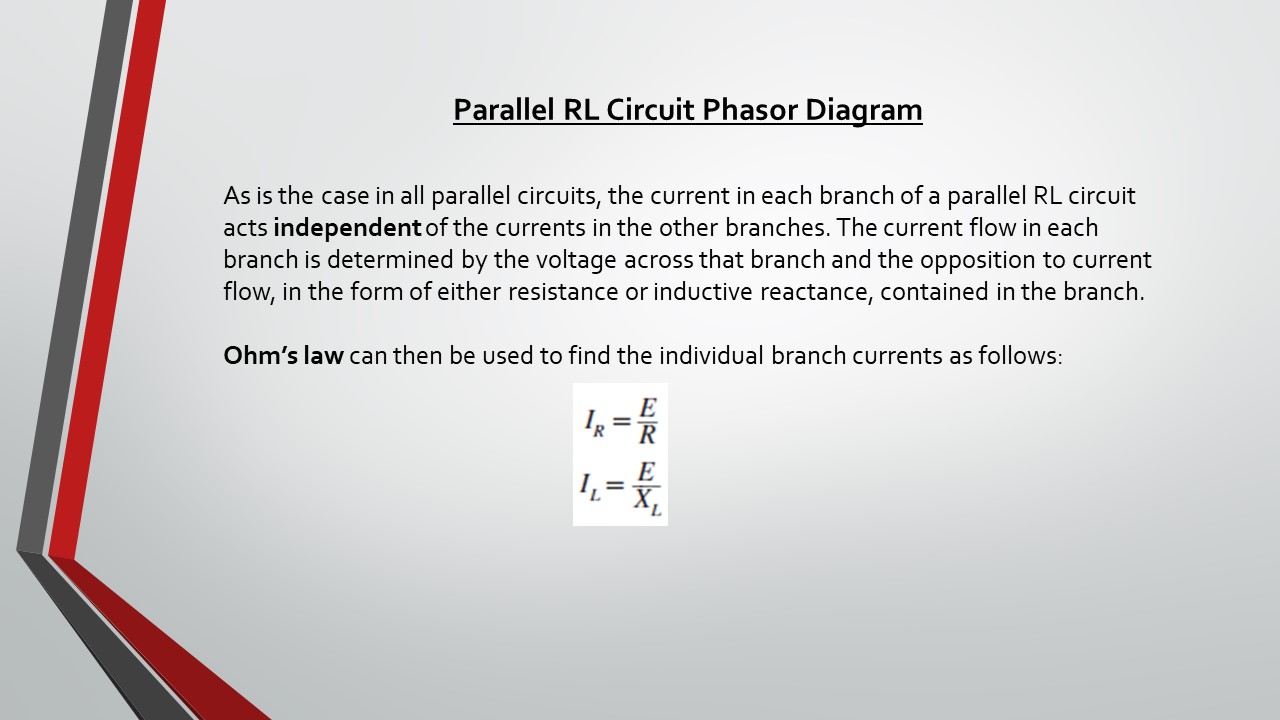 Parallel RL Circuit Phasor Diagram
As is the case in all parallel circuits, the current in each branch of a parallel RL circuit
acts independent of the currents in the other branches. The current flow in each
branch is determined by the voltage across that branch and the opposition to current
flow, in the form of either resistance or inductive reactance, contained in the branch.
Ohm’s law can then be used to find the individual branch currents as follows:
I_R = E/R
I_L = E/X_L